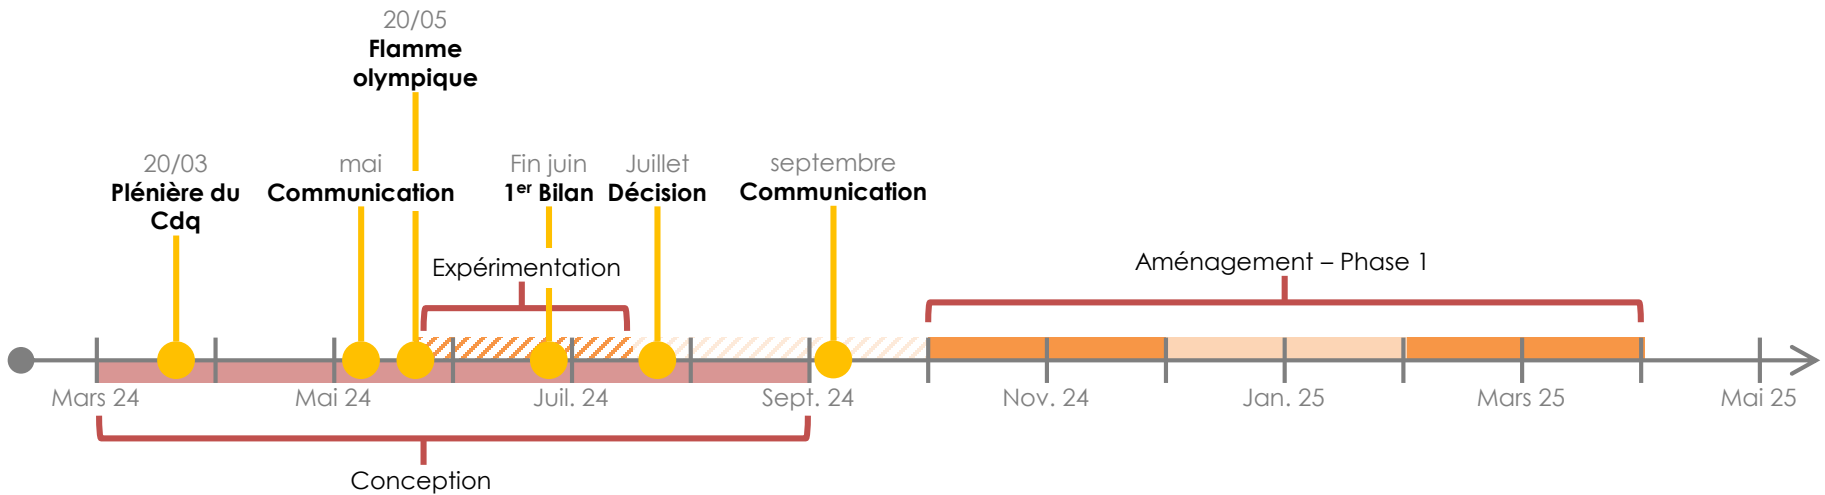 20/05
Flamme
olympique
20/03
Plénière du
Cdq
mai
Communication
Fin juin
1er Bilan
Juillet
Décision
septembre
Communication
Expérimentation
Aménagement – Phase 1
Mars 24
Mai 24
Juil. 24
Sept. 24
Nov. 24
Jan. 25
Mars 25
Mai 25
Conception